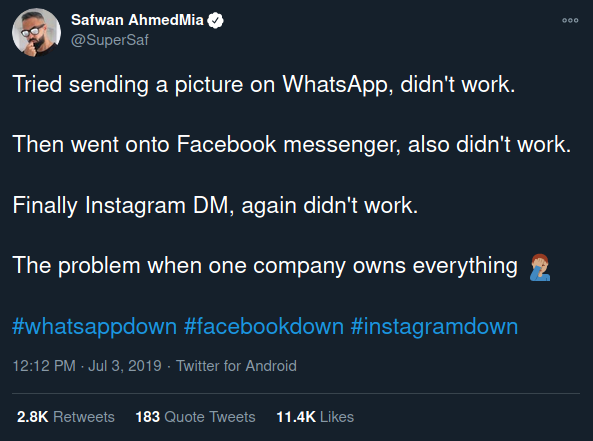 Safwan AhmedMia
@SuperSaf
Tried sending a picture on WhatsApp, didn't work.
Then went onto Facebook messenger, also didn't work.
Finally Instagram DM, again didn't work.
The problem when one company owns everything 🤦🏽‍♂️
#whatsappdown #facebookdown #instagramdown
12:12 PM · Jul 3, 2019 · Twitter for Android
2.8K Retweets 183 Quote Tweets 11.4K Likes